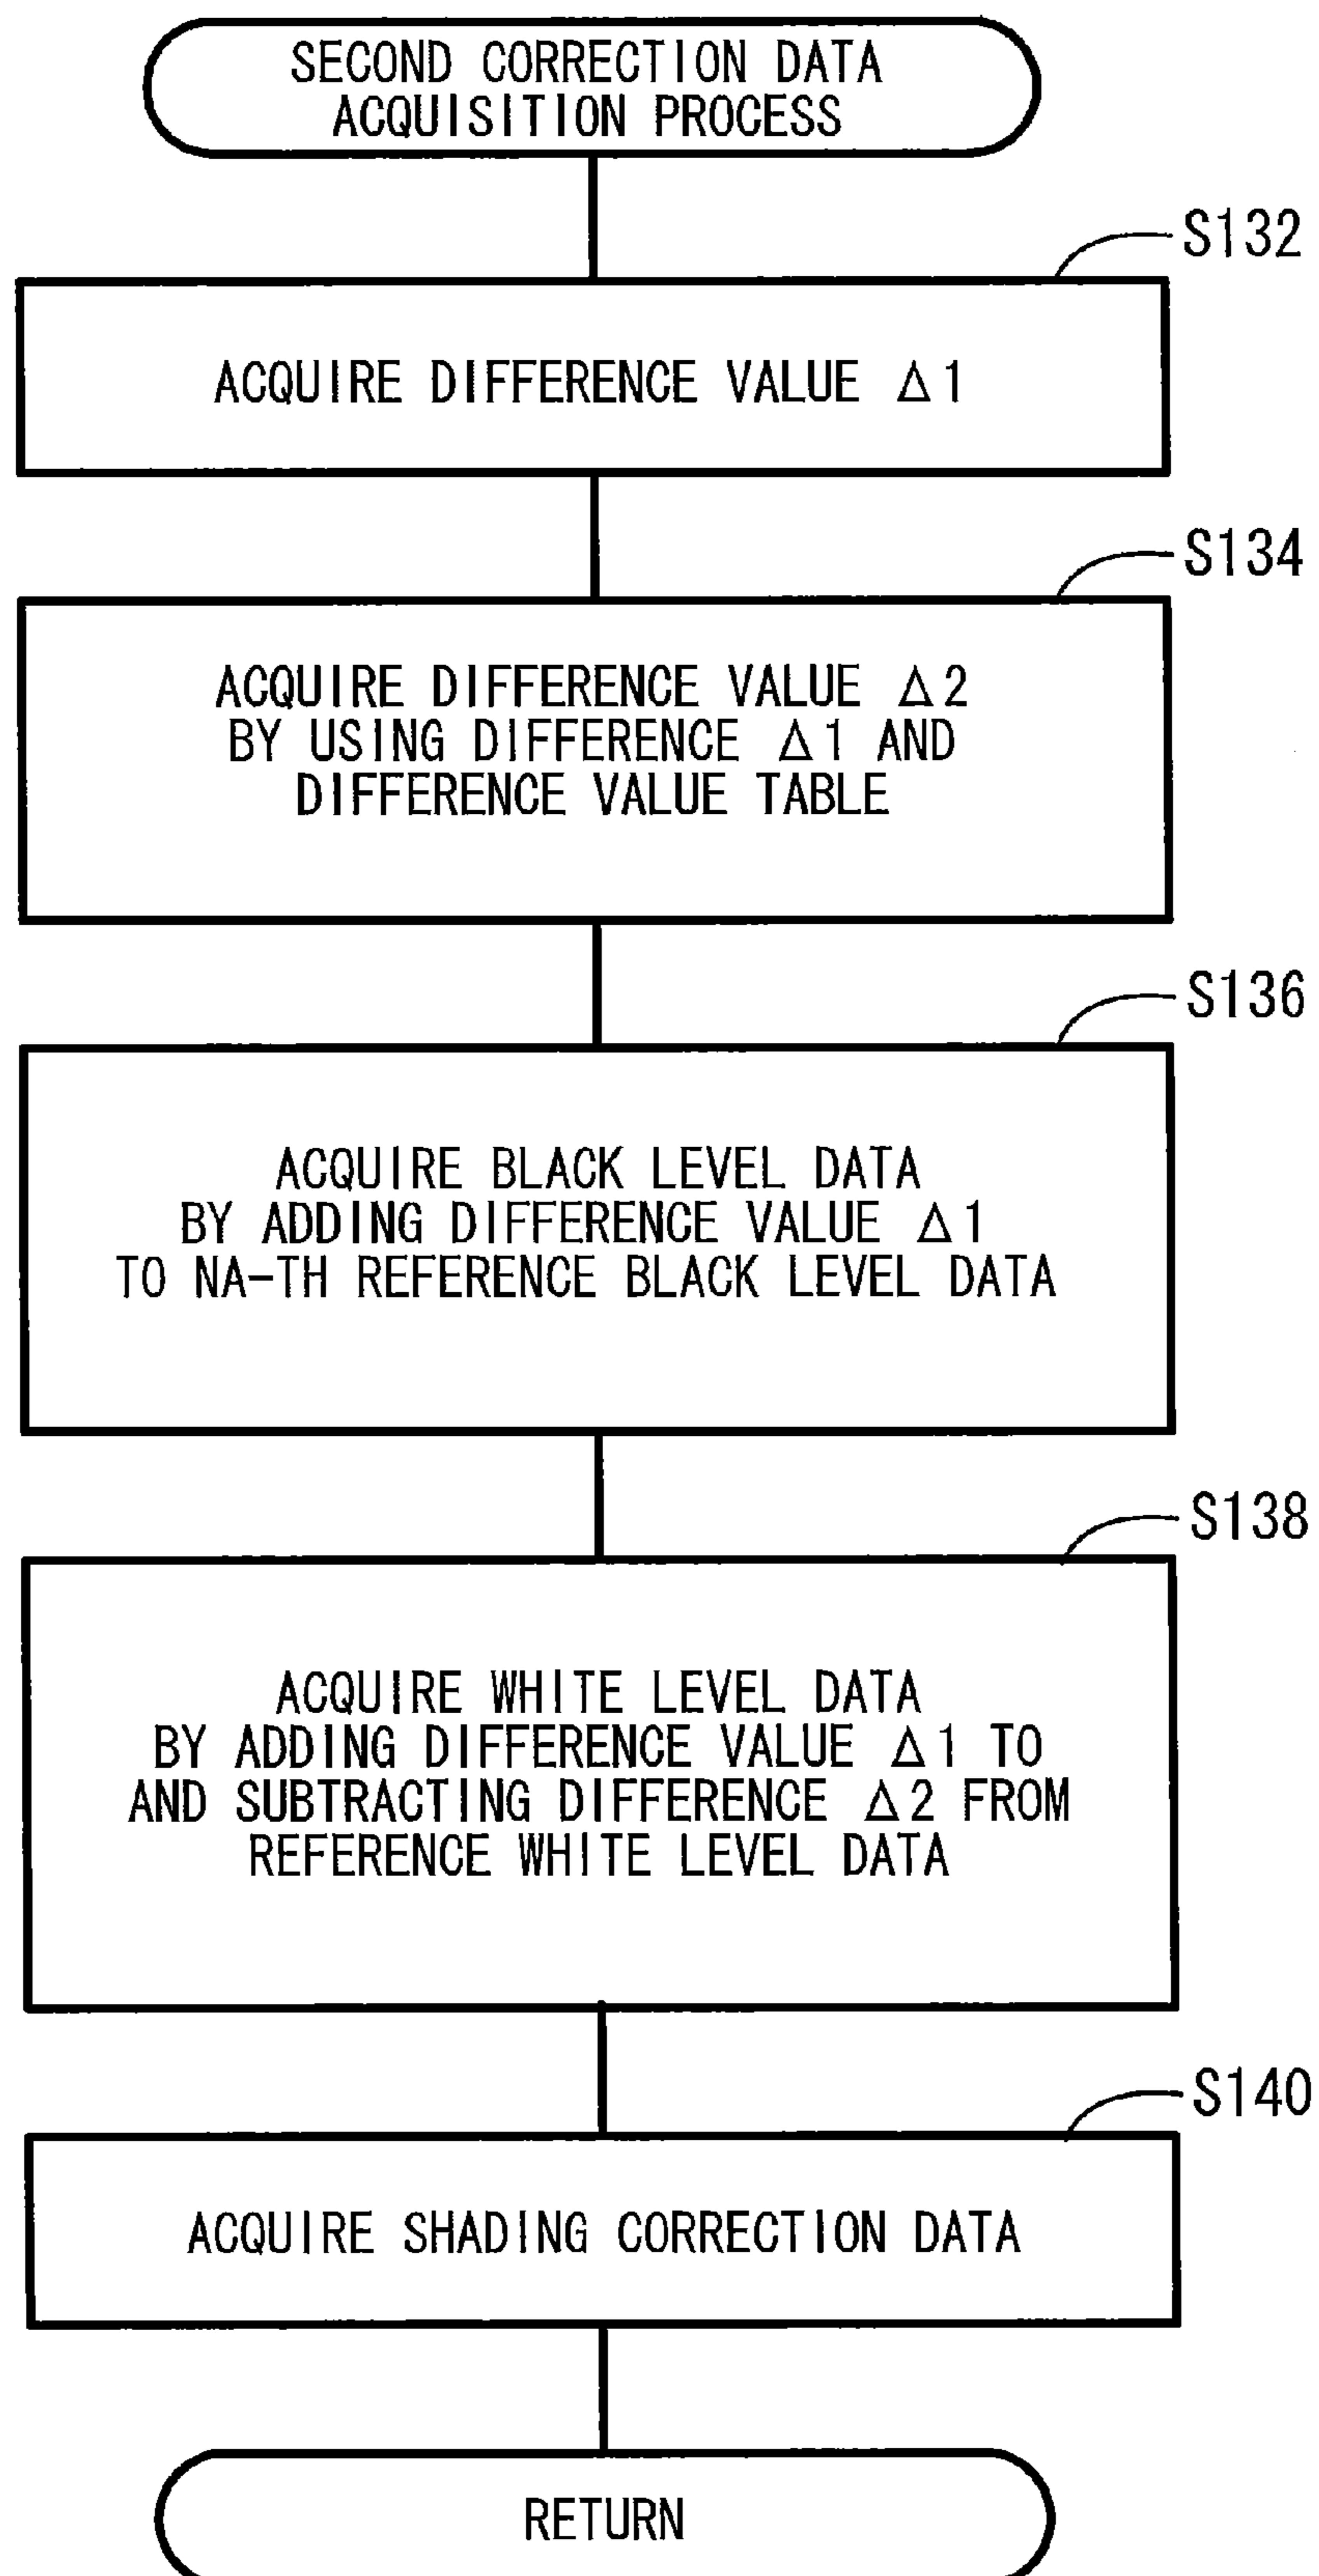 SECOND CORRECTION DATA
ACQUISITION PROCESS
S132
ACQUIRE DIFFERENCE VALUE Δ1
S134
ACQUIRE DIFFERENCE VALUE Δ2
BY USING DIFFERENCE Δ1 AND
DIFFERENCE VALUE TABLE
S136
ACQUIRE BLACK LEVEL DATA
BY ADDING DIFFERENCE VALUE Δ1
TO NA-TH REFERENCE BLACK LEVEL DATA
S138
ACQUIRE WHITE LEVEL DATA
BY ADDING DIFFERENCE VALUE Δ1 TO
AND SUBTRACTING DIFFERENCE Δ2 FROM
REFERENCE WHITE LEVEL DATA
S140
ACQUIRE SHADING CORRECTION DATA
RETURN